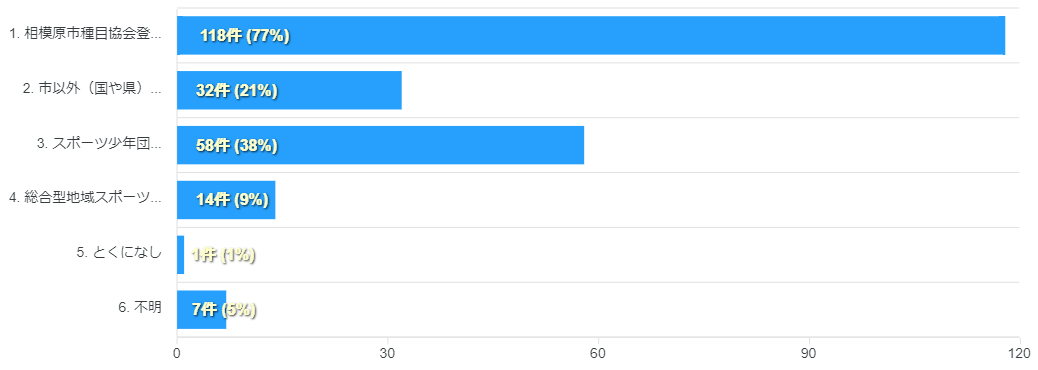 1. 相模原市種目協会登...
118件 (77%)
2. 市以外（国や県）...
32件 (21%)
3. スポーツ少年団...
58件 (38%)
4. 総合型地域スポーツ...
14件 (9%)
5. とくになし
1件 (1%)
6. 不明
7件 (5%)
0 30 60 90 120